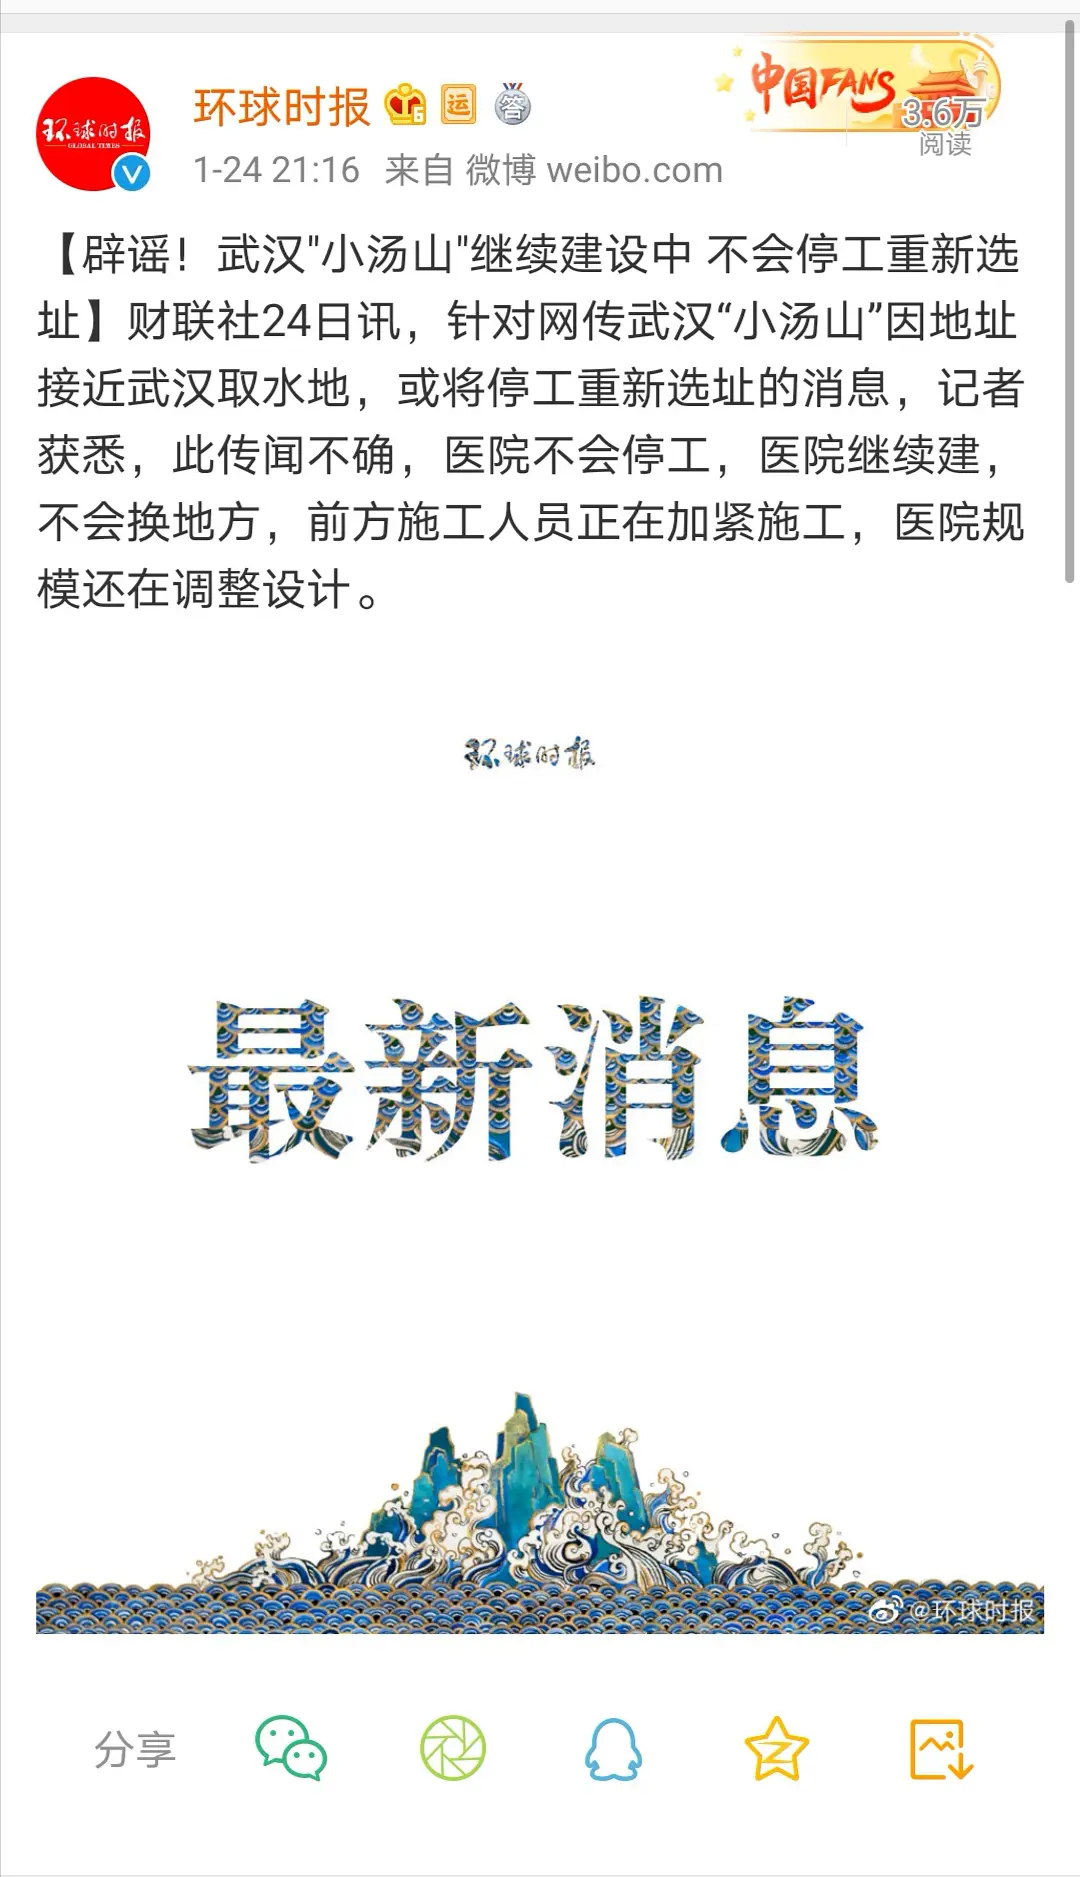 中国FANS
环球时报
GLOBAL TIMES
环球时报 运 答
3.6万
阅读
1-24 21:16 来自 微博 weibo.com
【辟谣！武汉"小汤山"继续建设中 不会停工重新选
址】财联社24日讯，针对网传武汉“小汤山”因地址
接近武汉取水地，或将停工重新选址的消息，记者
获悉，此传闻不确，医院不会停工，医院继续建，
不会换地方，前方施工人员正在加紧施工，医院规
模还在调整设计。
环球时报
最新消息
@环球时报
分享